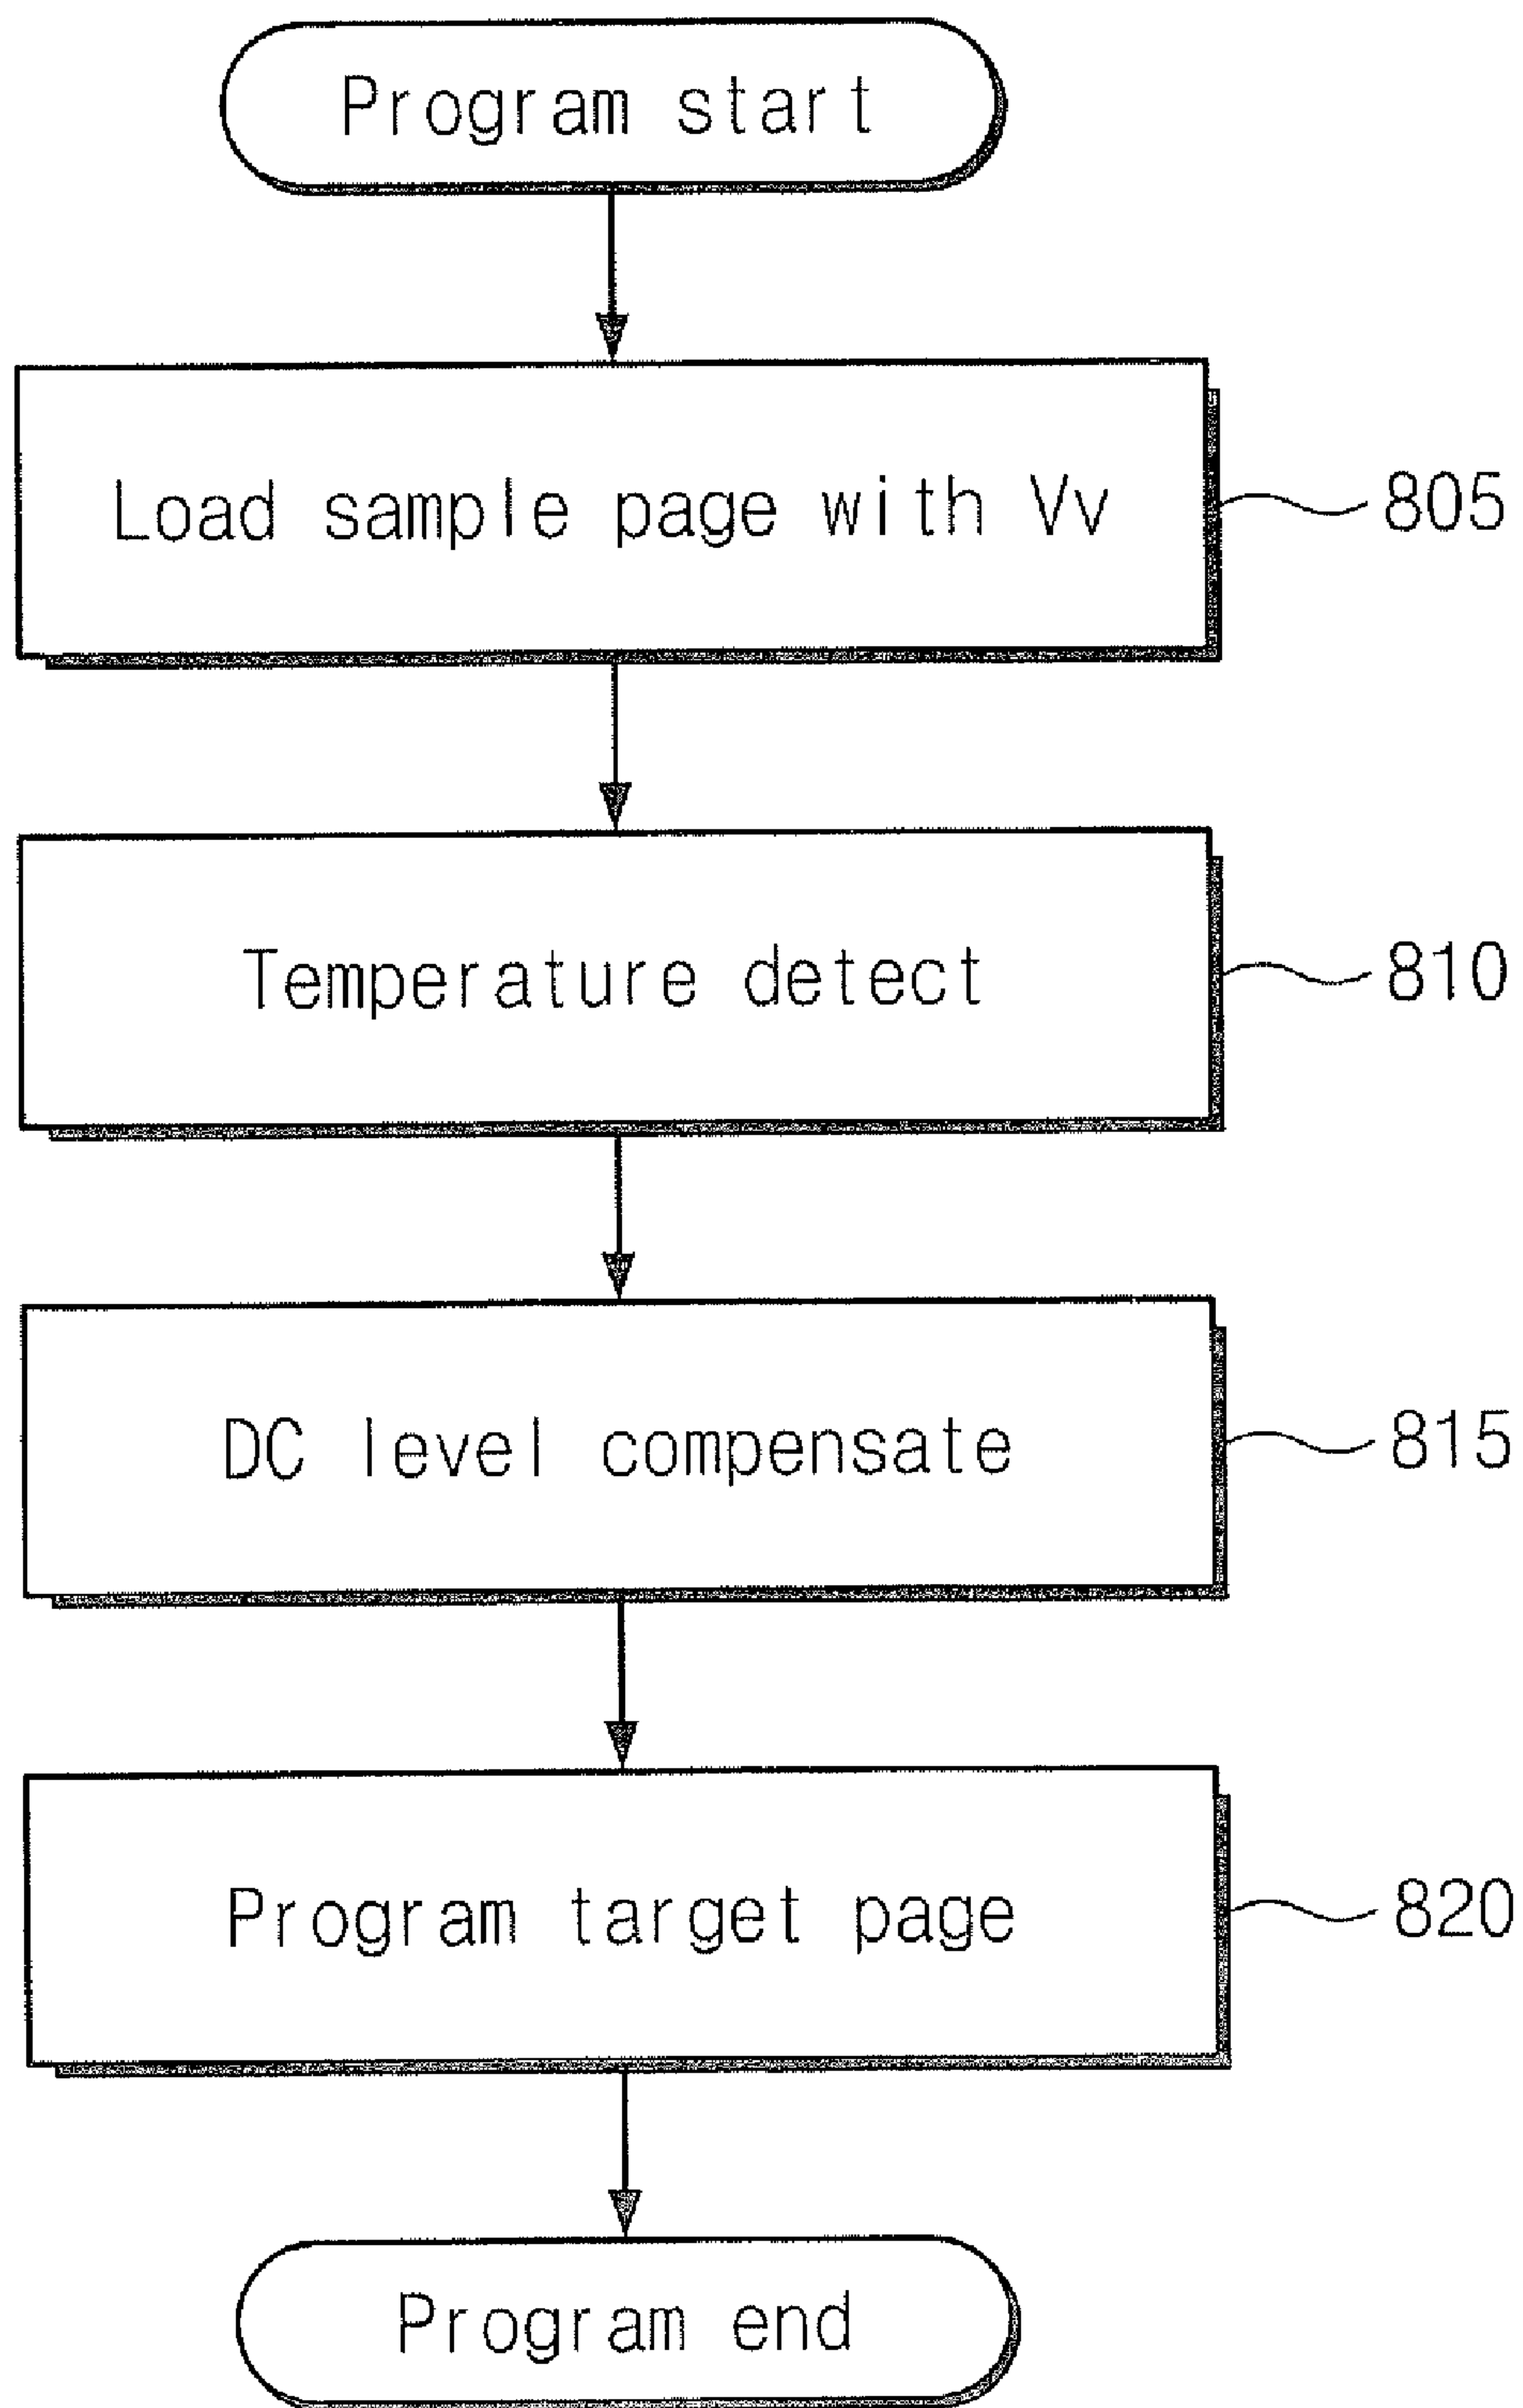 Program start
Load sample page with Vv
805
Temperature detect
810
DC level compensate
815
Program target page
820
Program end